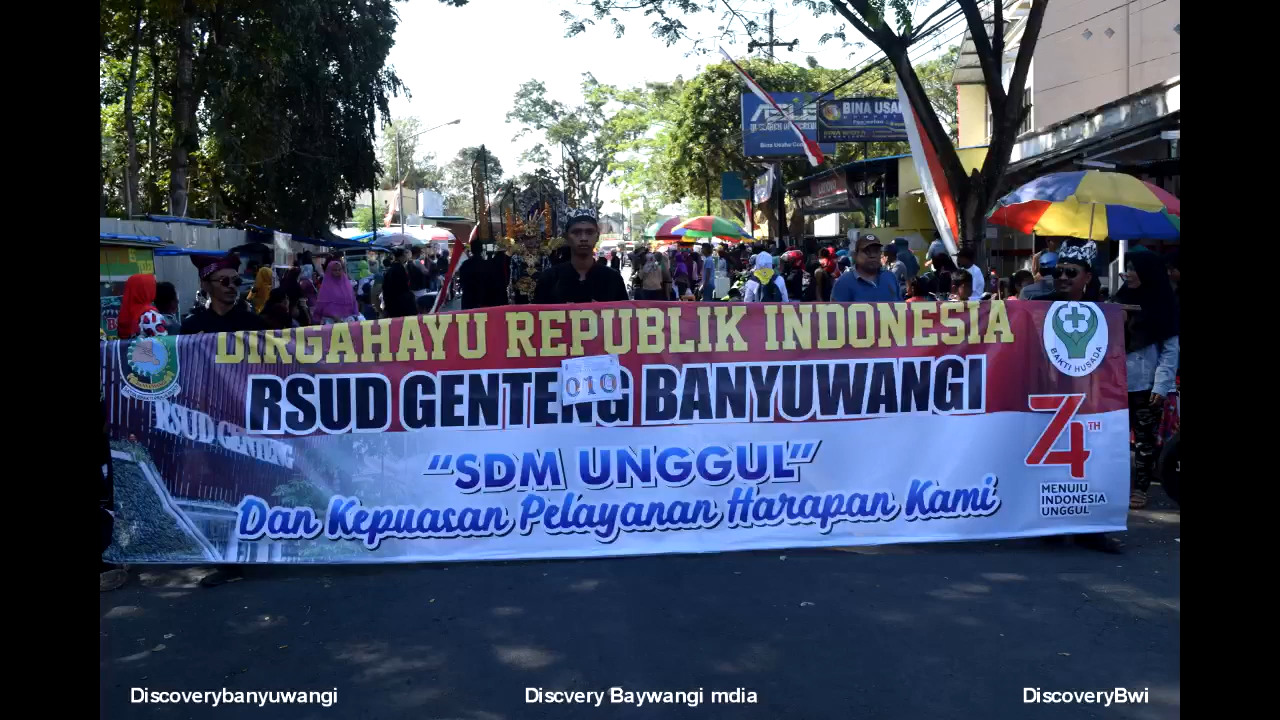 BINA USAHA
DIRGAHAYU REPUBLIK INDONESIA
RSUD GENTENG BANYUWANGI
010
BAKTI HUSADA
RSUD GENTENG
"SDM UNGGUL"
Dan Kepuasan Pelayanan Harapan Kami
74TH
MENUJU
INDONESIA
UNGGUL
Discoverybanyuwangi
Discvery Baywangi mdia
DiscoveryBwi